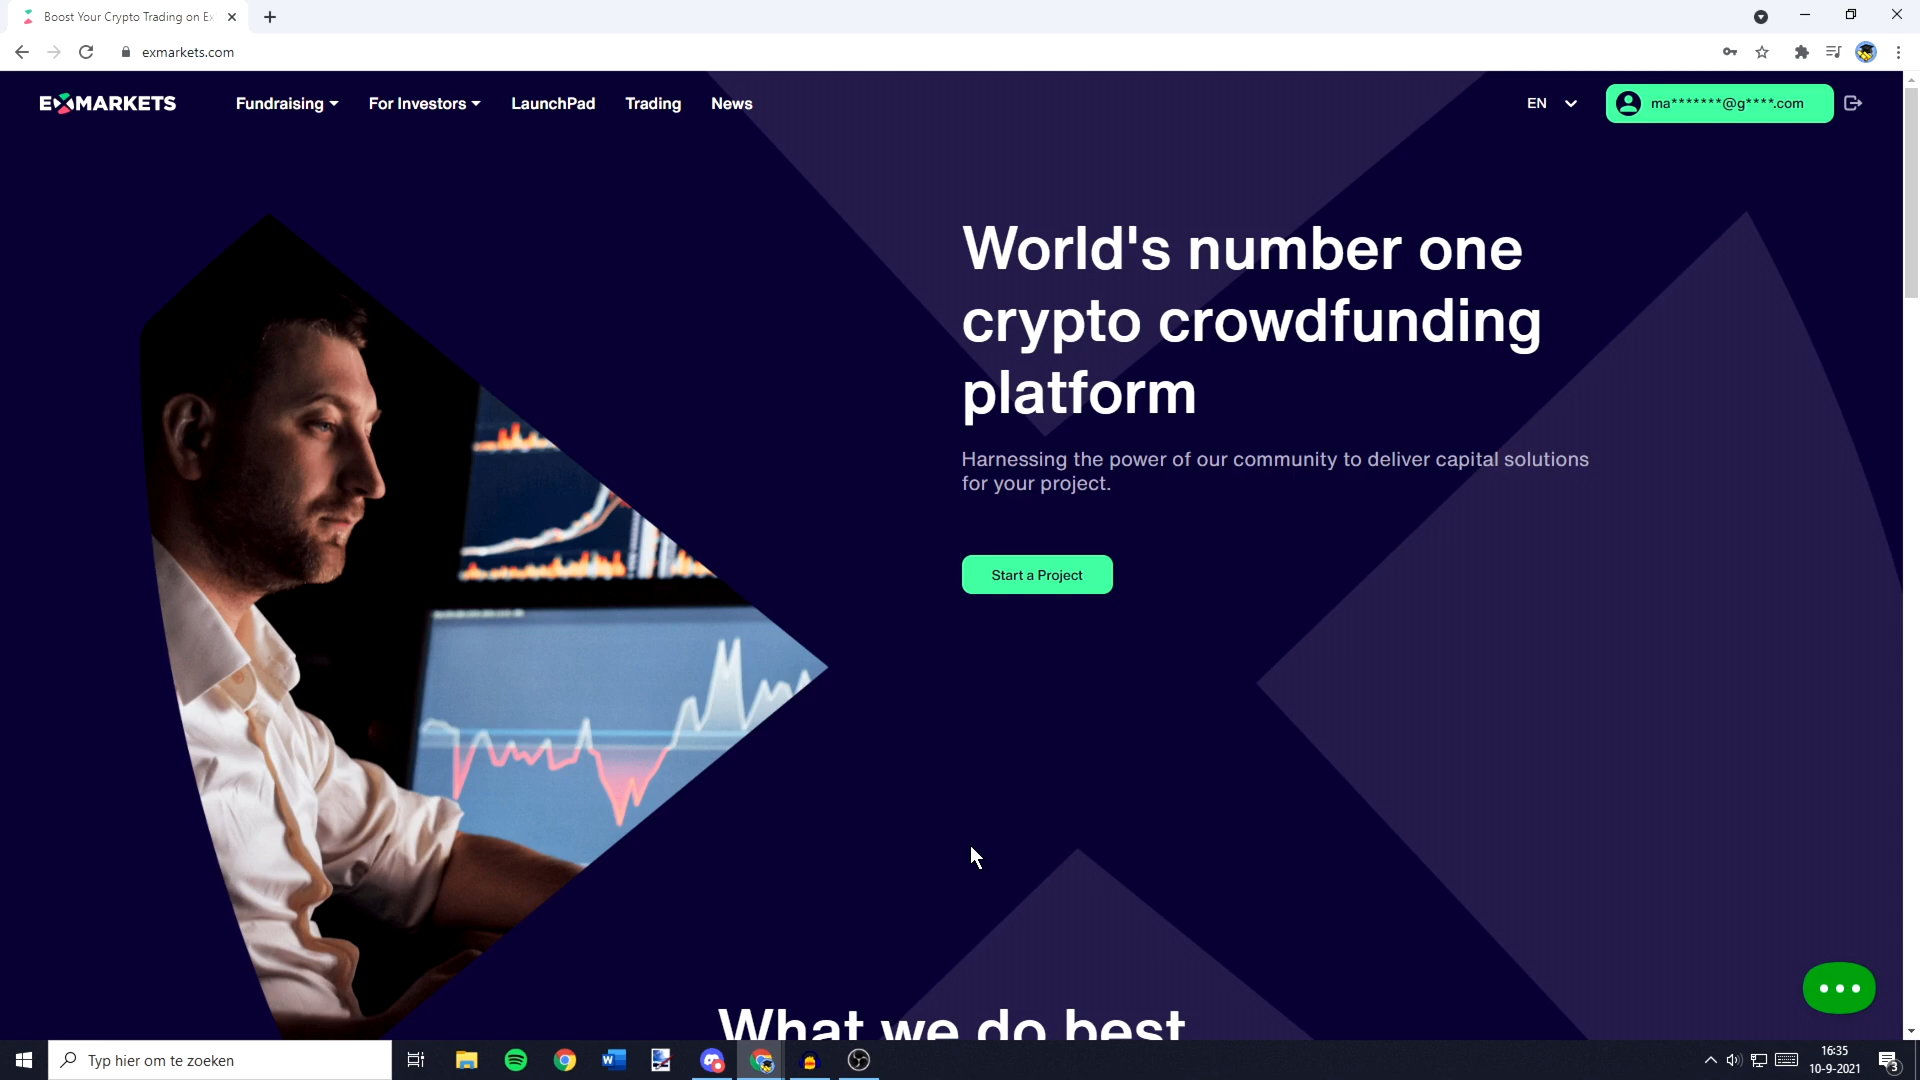 Boost Your Crypto Trading on Ex
exmarkets.com
EXMARKETS
Fundraising
For Investors
LaunchPad
Trading
News
EN
ma*******@g****.com
World's number one
crypto crowdfunding
platform
Harnessing the power of our community to deliver capital solutions
for your project.
Start a Project
What we do best
Typ hier om te zoeken
16:35
10-9-2021
3